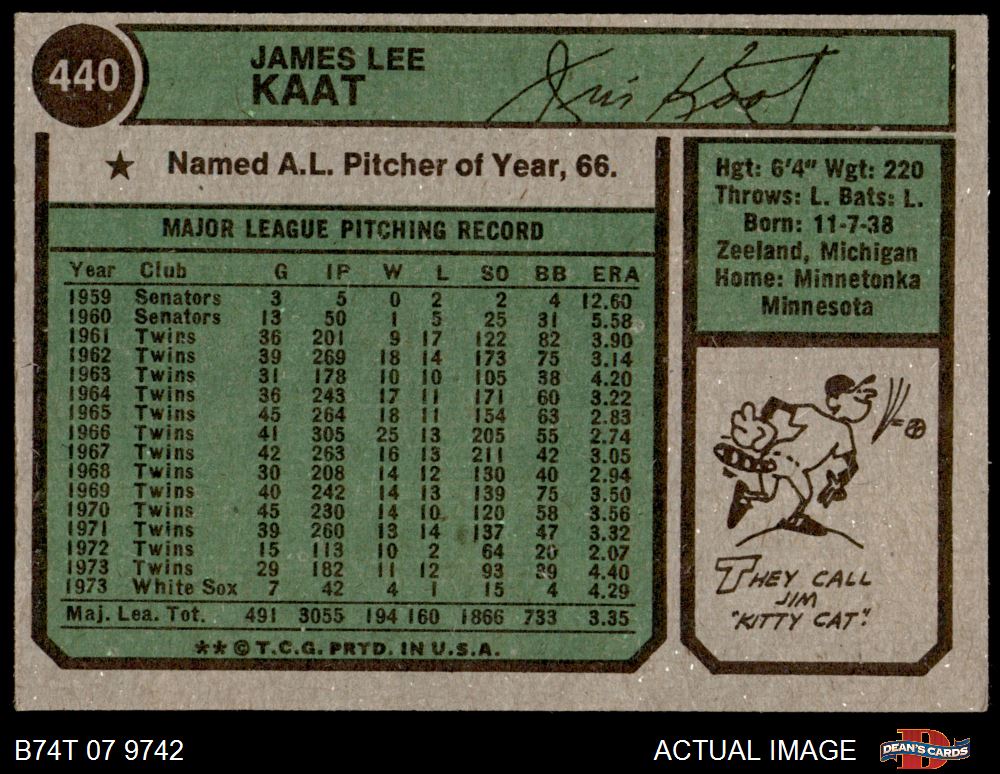 440
JAMES LEE
KAAT
Jim Kaat
★ Named A.L. Pitcher of Year, 66.
MAJOR LEAGUE PITCHING RECORD
Year Club G IP W L SO BB ERA
1959 Senators 3 5 0 2 2 4 12.60
1960 Senators 13 50 1 5 25 31 5.58
1961 Twins 36 201 9 17 122 82 3.90
1962 Twins 39 269 18 14 173 75 3.14
1963 Twins 31 178 10 10 105 38 4.20
1964 Twins 36 243 17 11 171 60 3.22
1965 Twins 45 264 18 11 154 63 2.83
1966 Twins 41 305 25 13 205 55 2.74
1967 Twins 42 263 16 13 211 42 3.05
1968 Twins 30 208 14 12 130 40 2.94
1969 Twins 40 242 14 13 139 75 3.50
1970 Twins 45 230 14 10 120 58 3.56
1971 Twins 39 260 13 14 137 47 3.32
1972 Twins 15 113 10 2 64 20 2.07
1973 Twins 29 182 11 12 93 39 4.40
1973 White Sox 7 42 4 1 15 4 4.29
Maj. Lea. Tot. 491 3055 194 160 1866 733 3.35
** © T.C.G. PRTD. IN U.S.A.
Hgt: 6'4" Wgt: 220
Throws: L. Bats: L.
Born: 11-7-38
Zeeland, Michigan
Home: Minnetonka
Minnesota
THEY CALL
JIM
"KITTY CAT".
B74T 07 9742
ACTUAL IMAGE
DEAN'S CARDS